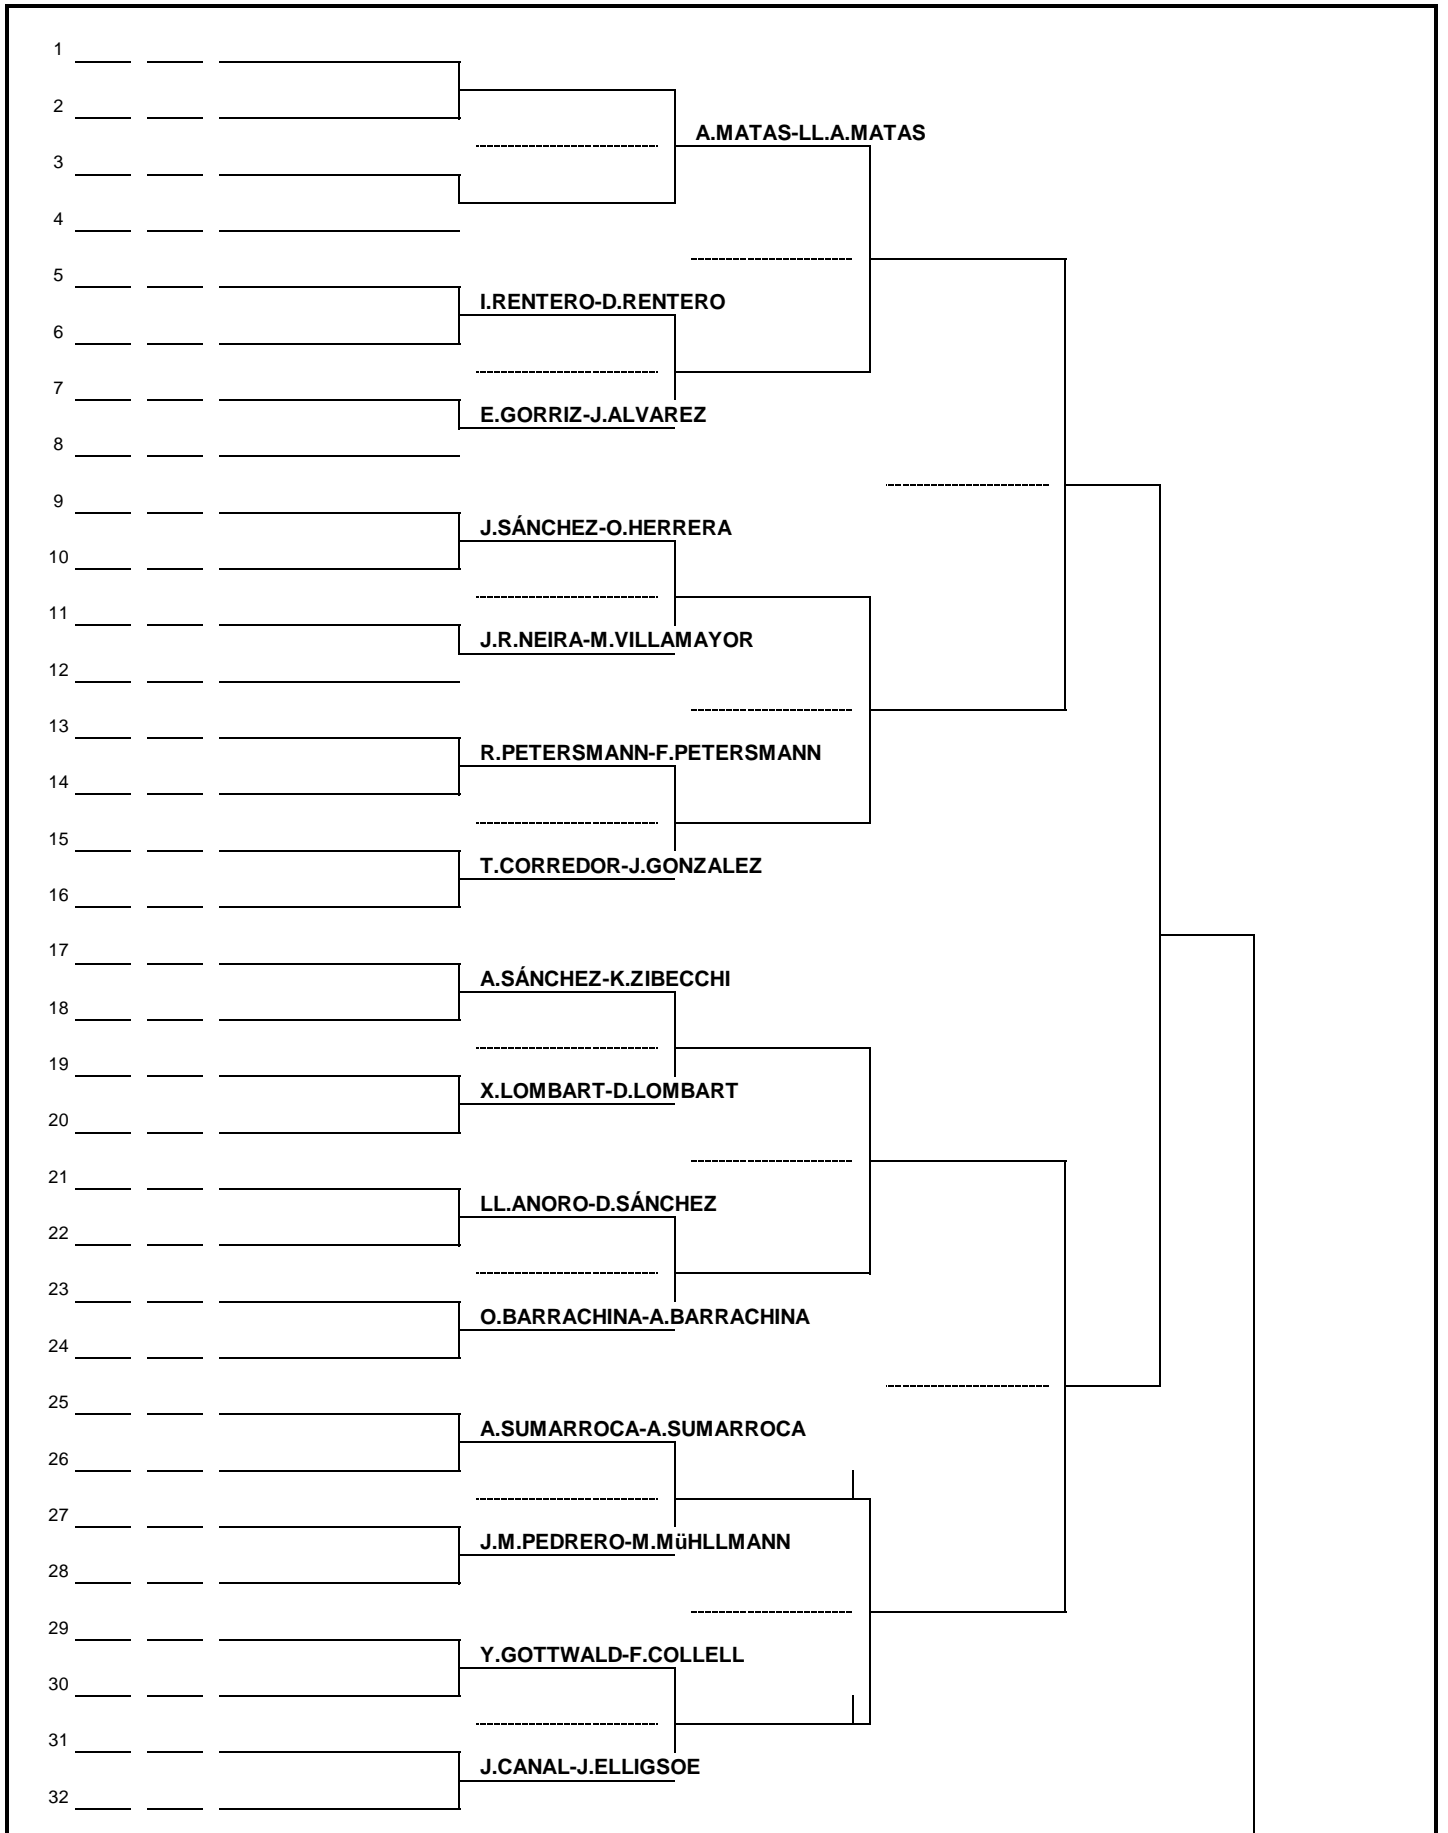 1
2
A.MATAS-LL.A.MATAS
3
4
5
I.RENTERO-D.RENTERO
6
7
E.GORRIZ-J.ALVAREZ
8
9
J.SÁNCHEZ-O.HERRERA
10
11
J.R.NEIRA-M.VILLAMAYOR
12
13
R.PETERSMANN-F.PETERSMANN
14
15
T.CORREDOR-J.GONZALEZ
16
17
A.SÁNCHEZ-K.ZIBECCHI
18
19
X.LOMBART-D.LOMBART
20
21
LL.ANORO-D.SÁNCHEZ
22
23
O.BARRACHINA-A.BARRACHINA
24
25
A.SUMARROCA-A.SUMARROCA
26
27
J.M.PEDRERO-M.MüHLLMANN
28
29
Y.GOTTWALD-F.COLLELL
30
31
J.CANAL-J.ELLIGSOE
32